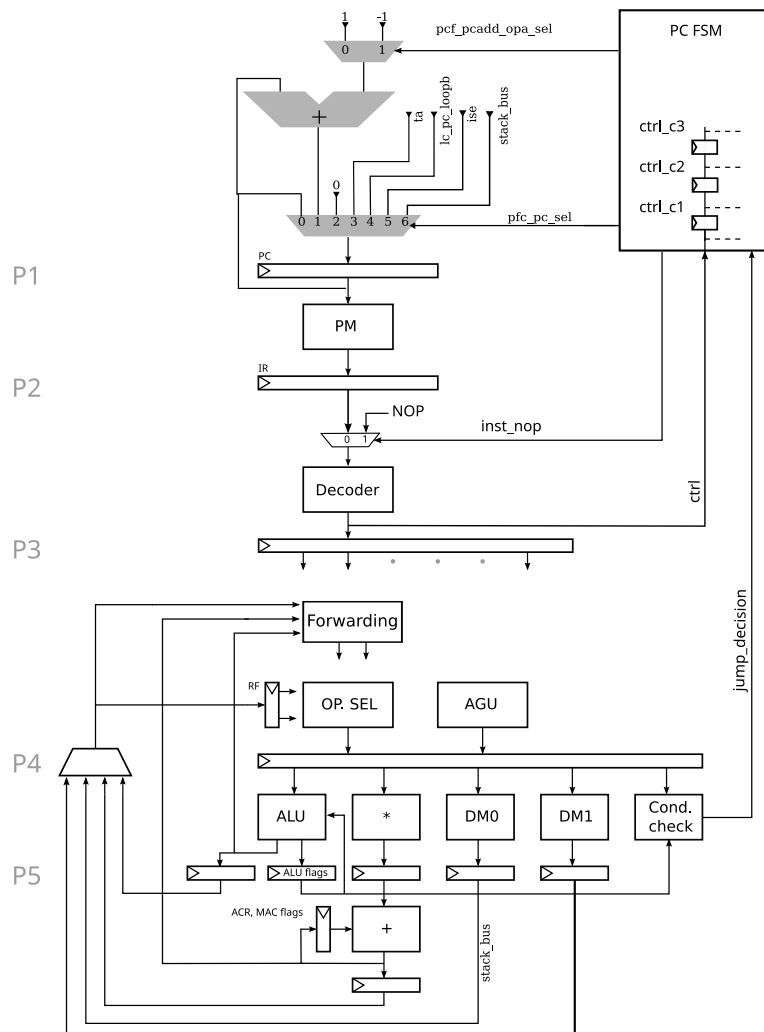 1 -1
pcf_pcadd_opa_sel
PC FSM
0 1
+
ta
lc_pc_loopb
ise
stack_bus
ctrl_c3
ctrl_c2
ctrl_c1
0
0 1 2 3 4 5 6
pfc_pc_sel
P1
PC
PM
P2
IR
NOP
0 1
inst_nop
Decoder
ctrl
P3
jump_decision
Forwarding
RF
OP. SEL
AGU
P4
ALU
*
DM0
DM1
Cond.
check
P5
ALU flags
ACR, MAC flags
+
stack_bus